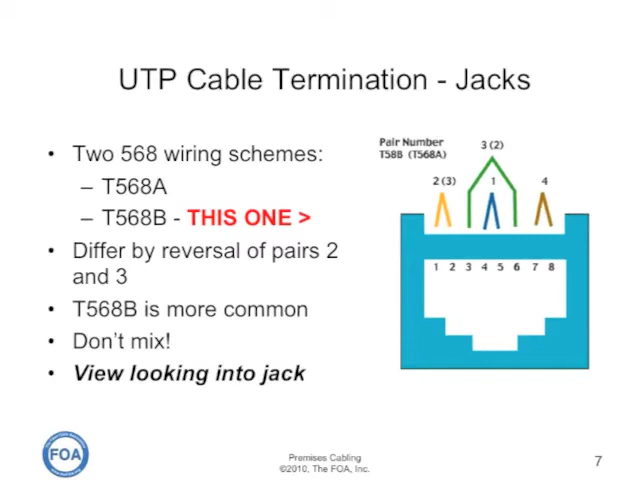 UTP Cable Termination - Jacks
• Two 568 wiring schemes:
– T568A
– T568B - THIS ONE >
• Differ by reversal of pairs 2
and 3
• T568B is more common
• Don't mix!
• View looking into jack
Pair Number
T58B (T568A)
3 (2)
2 (3) 1 4
1 2 3 4 5 6 7 8
FOA
Premises Cabling
©2010, The FOA, Inc.
7